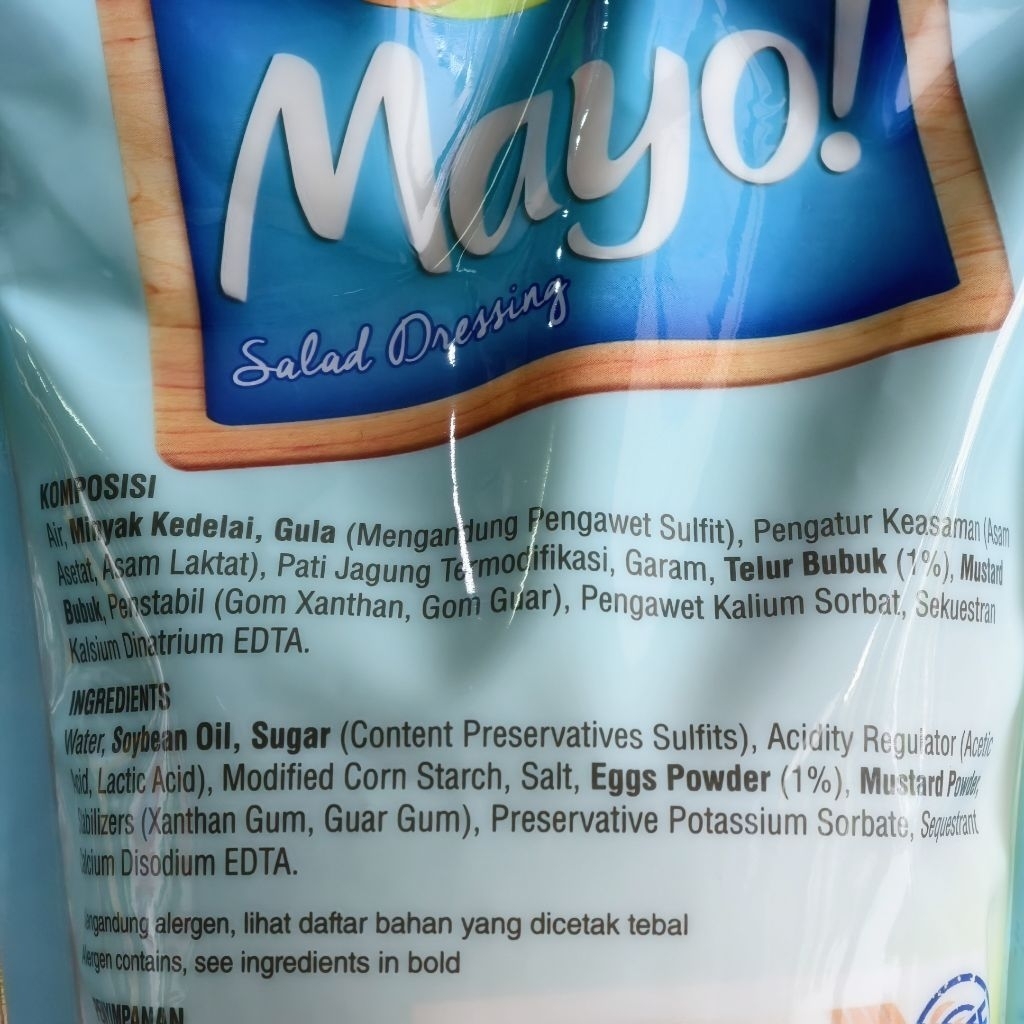 Mayo!
Salad Dressing
KOMPOSISI
Air, Minyak Kedelai, Gula (Mengandung Pengawet Sulfit), Pengatur Keasaman (Asam
Asetat, Asam Laktat), Pati Jagung Termodifikasi, Garam, Telur Bubuk (1%), Mustard
Bubuk, Penstabil (Gom Xanthan, Gom Guar), Pengawet Kalium Sorbat, Sekuestran
Kalsium Dinatrium EDTA.
INGREDIENTS
Water, Soybean Oil, Sugar (Content Preservatives Sulfits), Acidity Regulator (Acetic
Acid, Lactic Acid), Modified Corn Starch, Salt, Eggs Powder (1%), Mustard Powder,
Stabilizers (Xanthan Gum, Guar Gum), Preservative Potassium Sorbate, Sequestrant
Calcium Disodium EDTA.
Mengandung alergen, lihat daftar bahan yang dicetak tebal
Alergen contains, see ingredients in bold
PENYIMPANAN